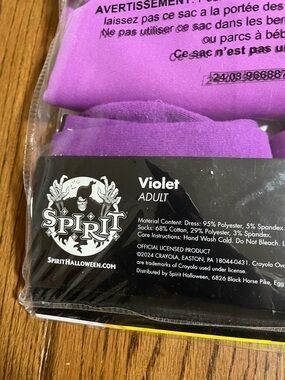 AVERTISSEMENT:
laissez pas ce sac a la portée des
Ne pas utiliser ce sac dans les ber
ou parcs à béb
Ce sac n'est pas u
Violet
ADULT
SPIRIT
SPIRITHALLOWEEN.COM
Material Content: Dress: 95% Polyester, 5% Spandex.
Socks: 68% Cotton, 29% Polyester, 3% Spandex.
Care Instructions: Hand Wash Cold. Do Not Bleach. L
OFFICIAL LICENSED PRODUCT
©2024 CRAYOLA, EASTON, PA 18044-0431. Crayola Ov
are trademarks of Crayola used under license.
Distributed by Spirit Halloween, 6826 Black Horse Pike, Egg